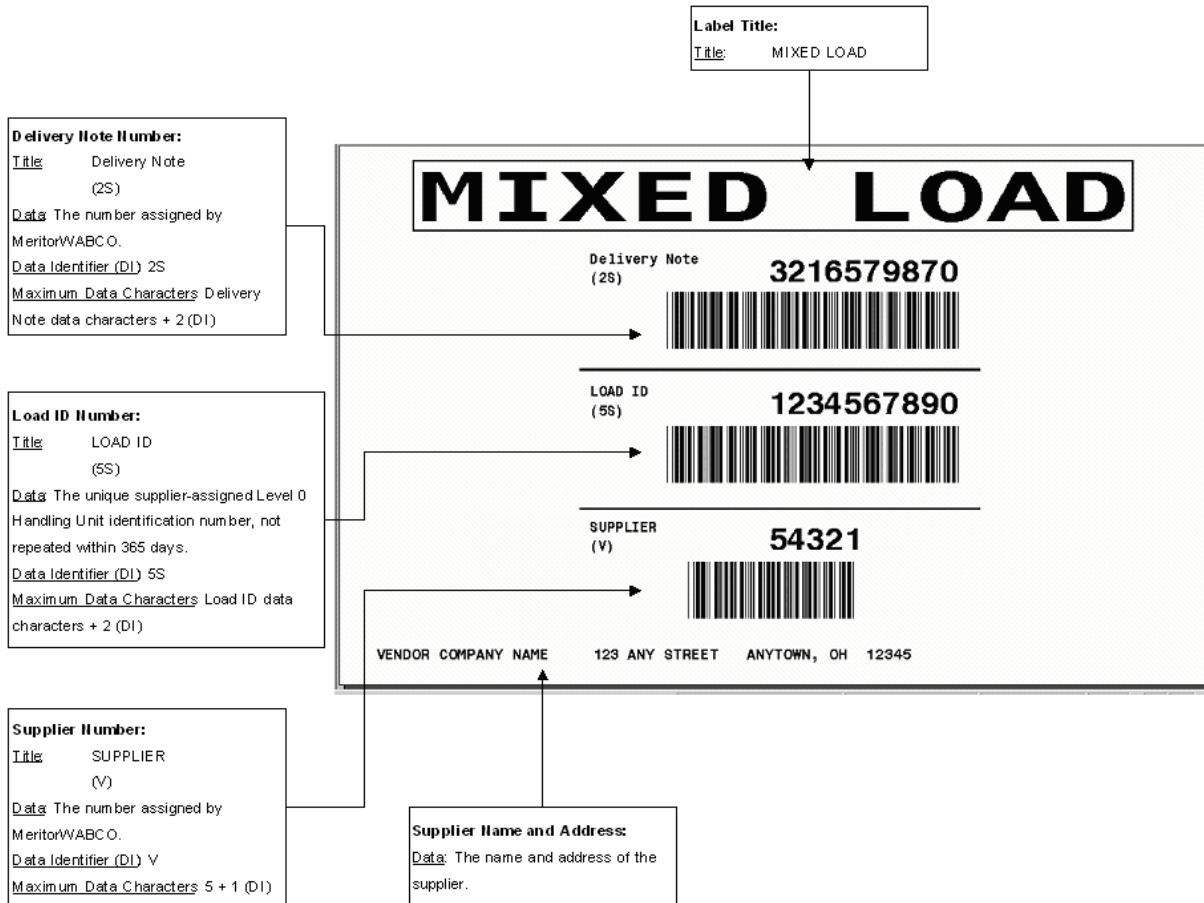 Label Title:
Title: MIXED LOAD
Delivery Note Number:
Title: Delivery Note
(2S)
Data: The number assigned by
MeritorWABCO.
Data Identifier (DI) 2S
Maximum Data Characters Delivery
Note data characters + 2 (DI)
Load ID Number:
Title: LOAD ID
(5S)
Data: The unique supplier-assigned Level 0
Handling Unit identification number, not
repeated within 365 days.
Data Identifier (DI) 5S
Maximum Data Characters Load ID data
characters + 2 (DI)
Supplier Number:
Title: SUPPLIER
(V)
Data: The number assigned by
MeritorWABCO.
Data Identifier (DI) V
Maximum Data Characters 5 + 1 (DI)
MIXED LOAD
Delivery Note
(2S) 3216579870
LOAD ID
(5S) 1234567890
SUPPLIER
(V) 54321
VENDOR COMPANY NAME 123 ANY STREET ANYTOWN, OH 12345
Supplier Name and Address:
Data: The name and address of the
supplier.